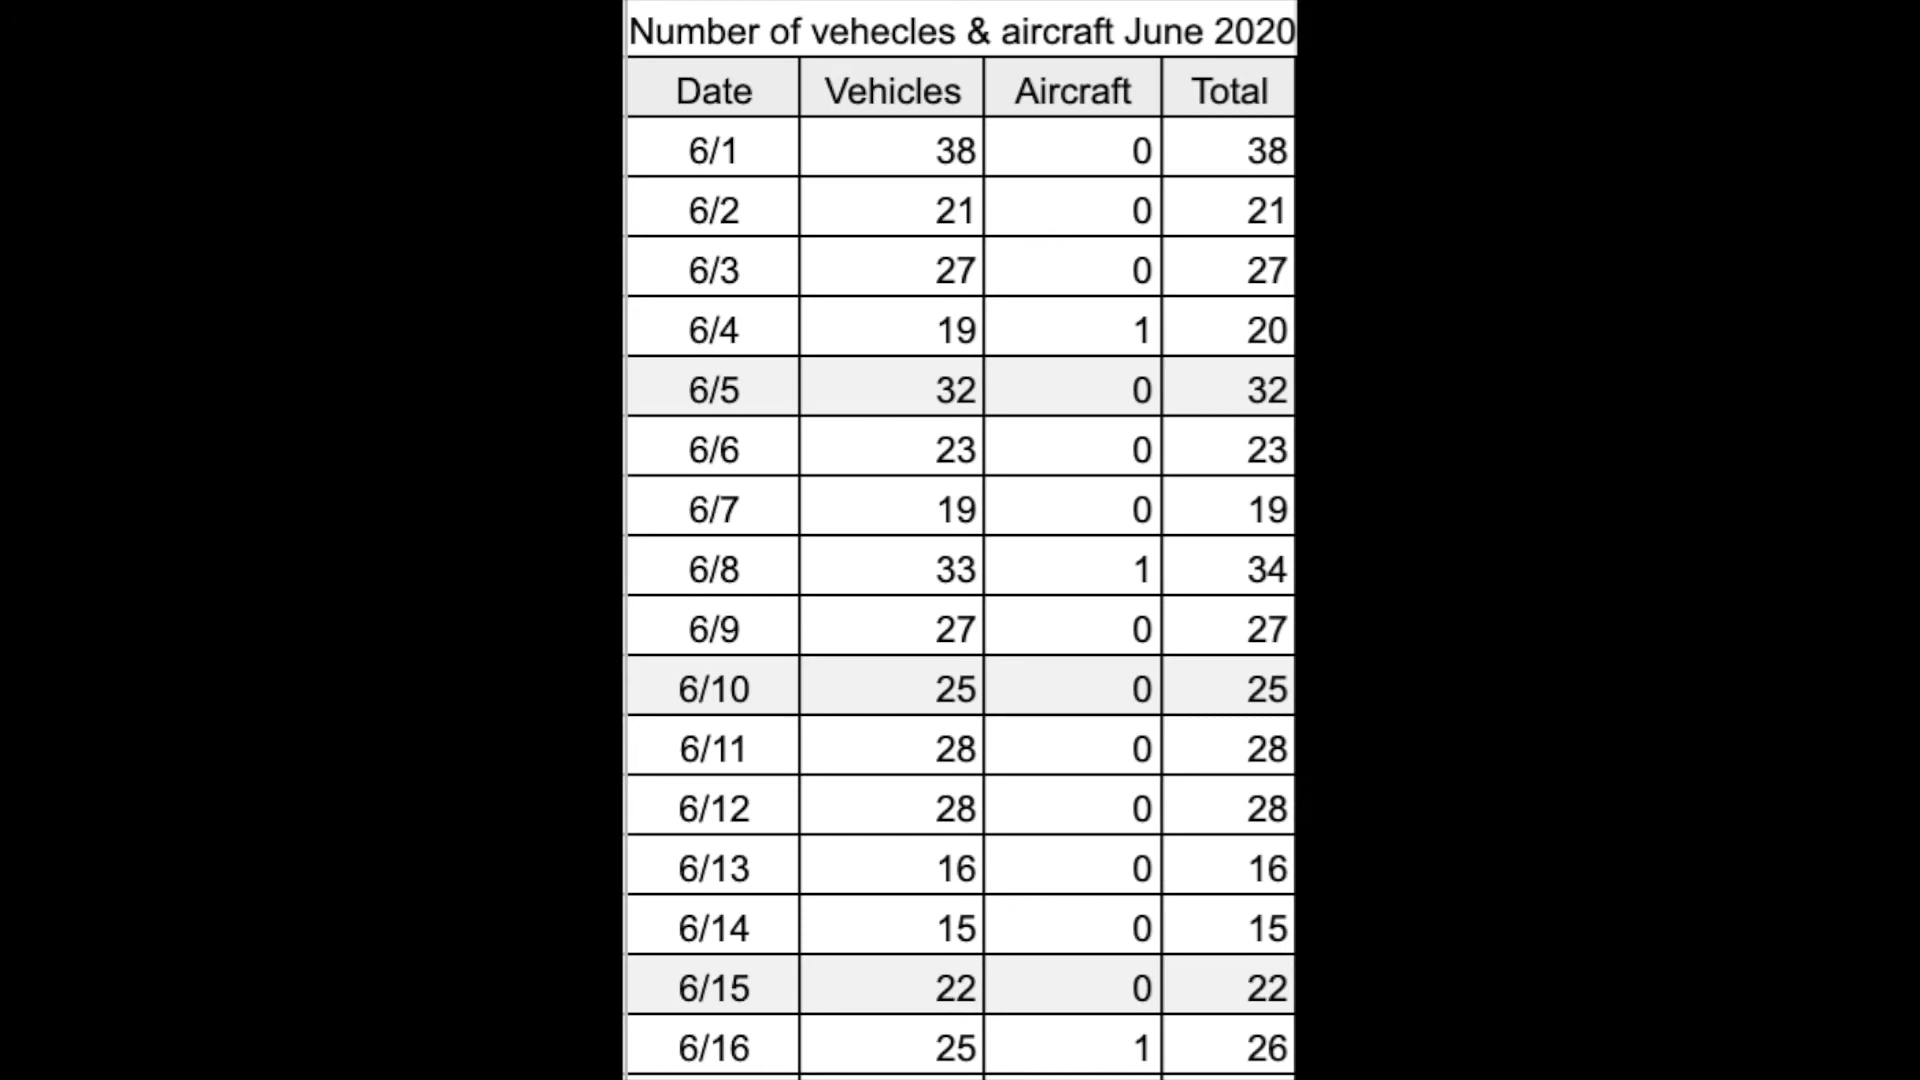 Number of vehecles & aircraft June 2020
Date Vehicles Aircraft Total
6/1 38 0 38
6/2 21 0 21
6/3 27 0 27
6/4 19 1 20
6/5 32 0 32
6/6 23 0 23
6/7 19 0 19
6/8 33 1 34
6/9 27 0 27
6/10 25 0 25
6/11 28 0 28
6/12 28 0 28
6/13 16 0 16
6/14 15 0 15
6/15 22 0 22
6/16 25 1 26